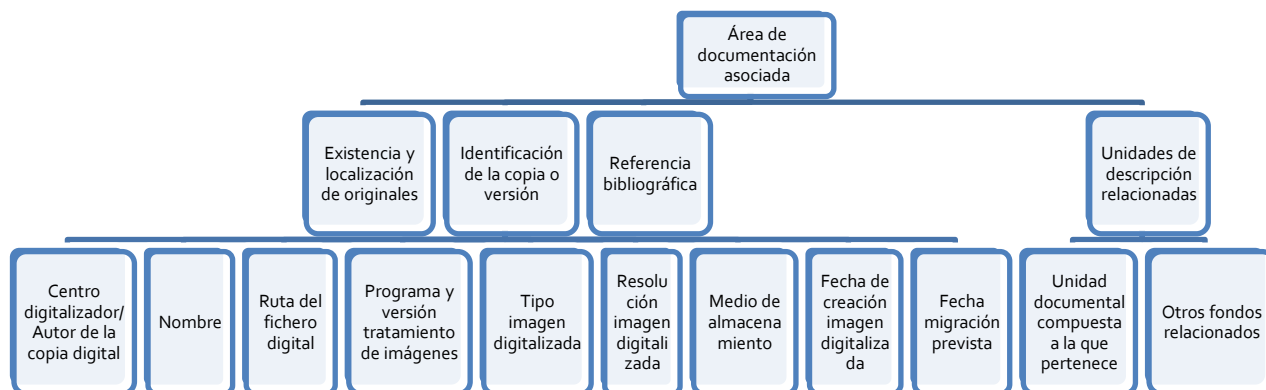 Área de
documentación
asociada
Existencia y
localización
de originales
Identificación
de la copia o
versión
Referencia
bibliográfica
Unidades de
descripción
relacionadas
Centro
digitalizador/
Autor de la
copia digital
Nombre
Ruta del
fichero
digital
Programa y
versión
tratamiento
de imágenes
Tipo
imagen
digitalizada
Resolu
ción
imagen
digitali
zada
Medio de
almacena
miento
Fecha de
creación
imagen
digitaliza
da
Fecha
migración
prevista
Unidad
documental
compuesta
a la que
pertenece
Otros fondos
relacionados